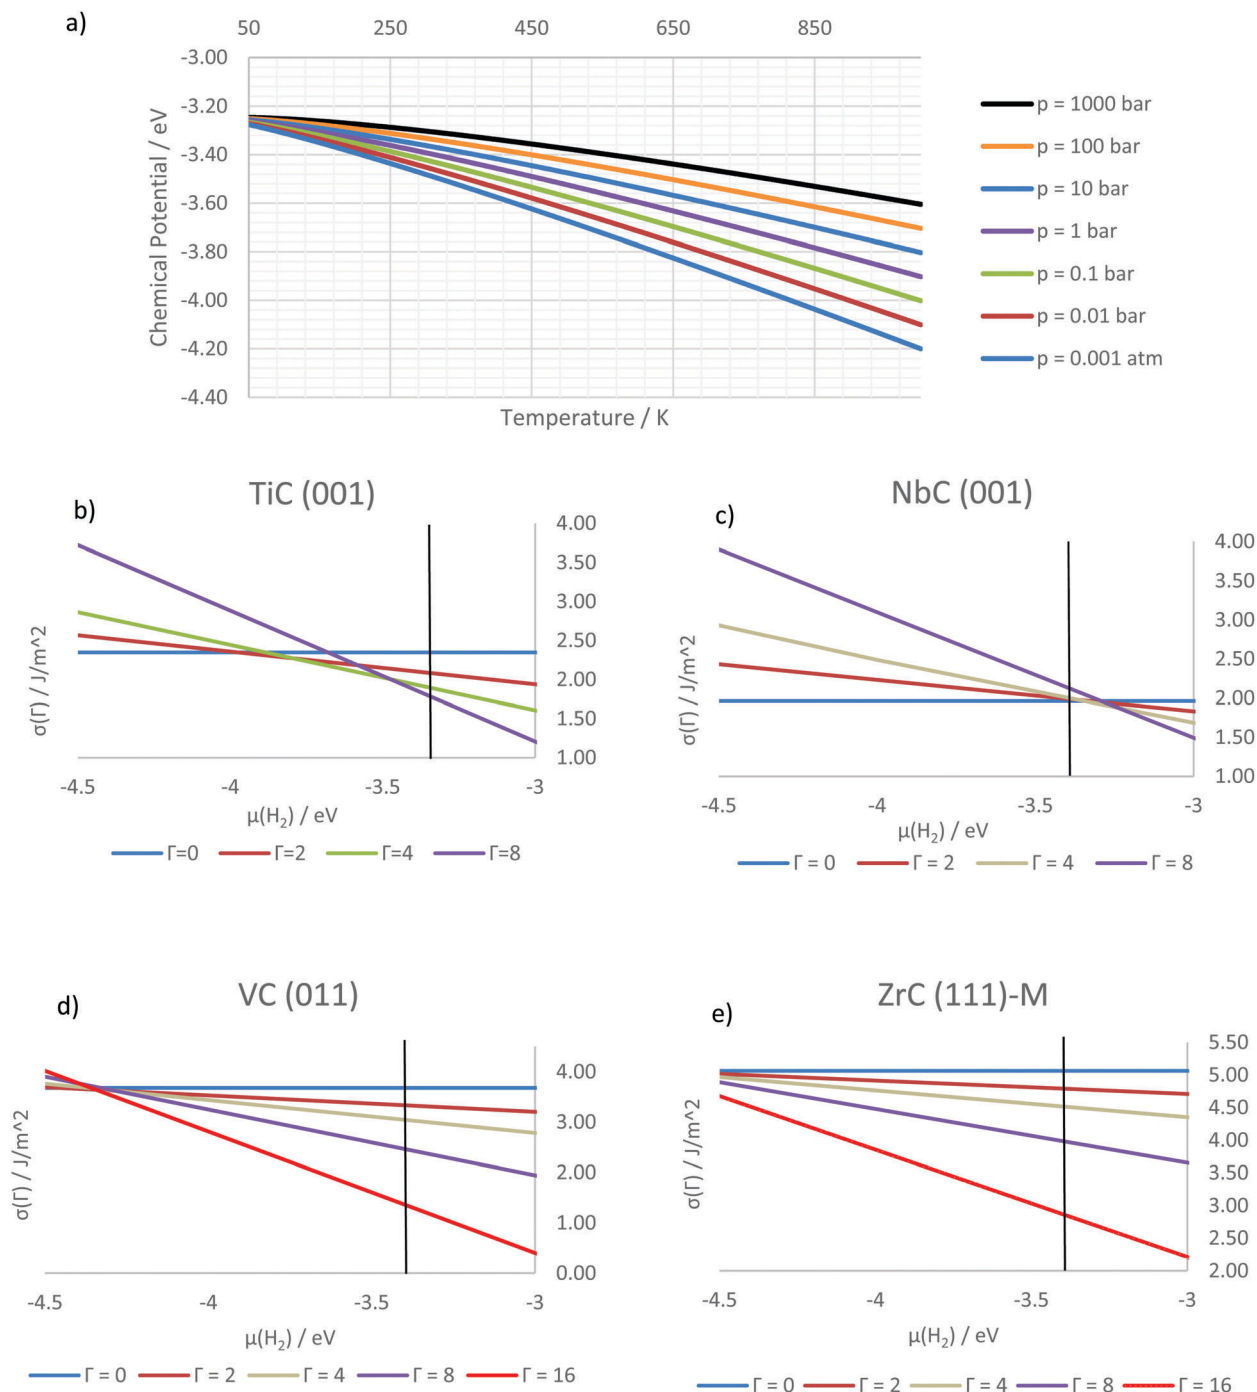 a)
50 250 450 650 850
-3.00
-3.20
-3.40
-3.60
-3.80
-4.00
-4.20
-4.40
Chemical Potential / eV
Temperature / K
p = 1000 bar
p = 100 bar
p = 10 bar
p = 1 bar
p = 0.1 bar
p = 0.01 bar
p = 0.001 atm
b)
TiC (001)
4.00
3.50
3.00
2.50
2.00
1.50
1.00
σ(Γ) / J/m^2
-4.5 -4 -3.5 -3
μ(H₂) / eV
Γ=0 Γ=2 Γ=4 Γ=8
c)
NbC (001)
4.00
3.50
3.00
2.50
2.00
1.50
1.00
σ(Γ) / J/m^2
-4.5 -4 -3.5 -3
μ(H₂) / eV
Γ = 0 Γ = 2 Γ = 4 Γ = 8
d)
VC (011)
4.00
3.00
2.00
1.00
0.00
σ(Γ) / J/m^2
-4.5 -4 -3.5 -3
μ(H₂) / eV
Γ = 0 Γ = 2 Γ = 4 Γ = 8 Γ = 16
e)
ZrC (111)-M
5.50
5.00
4.50
4.00
3.50
3.00
2.50
2.00
σ(Γ) / J/m^2
-4.5 -4 -3.5 -3
μ(H₂) / eV
Γ = 0 Γ = 2 Γ = 4 Γ = 8 Γ = 16